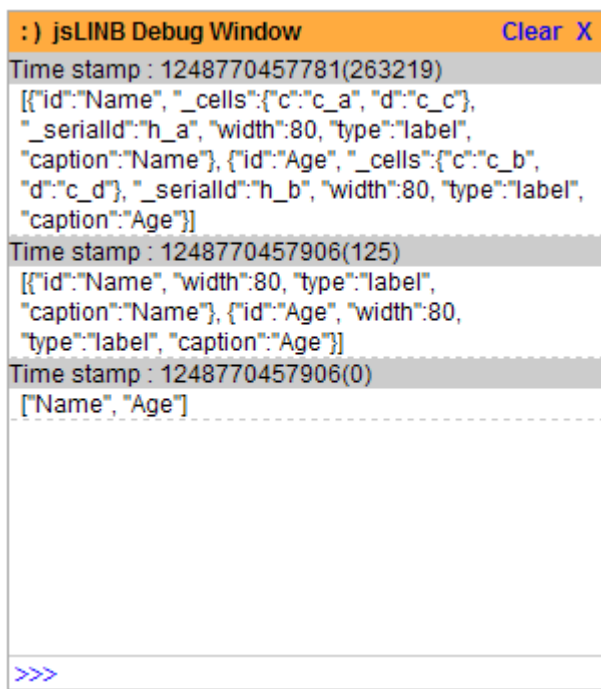 :) jsLINB Debug Window Clear X
Time stamp : 1248770457781(263219)
[{"id":"Name", "_cells":{"c":"c_a", "d":"c_c"},
"_serialId":"h_a", "width":80, "type":"label",
"caption":"Name"}, {"id":"Age", "_cells":{"c":"c_b",
"d":"c_d"}, "_serialId":"h_b", "width":80, "type":"label",
"caption":"Age"}]
Time stamp : 1248770457906(125)
[{"id":"Name", "width":80, "type":"label",
"caption":"Name"}, {"id":"Age", "width":80,
"type":"label", "caption":"Age"}]
Time stamp : 1248770457906(0)
["Name", "Age"]
>>>